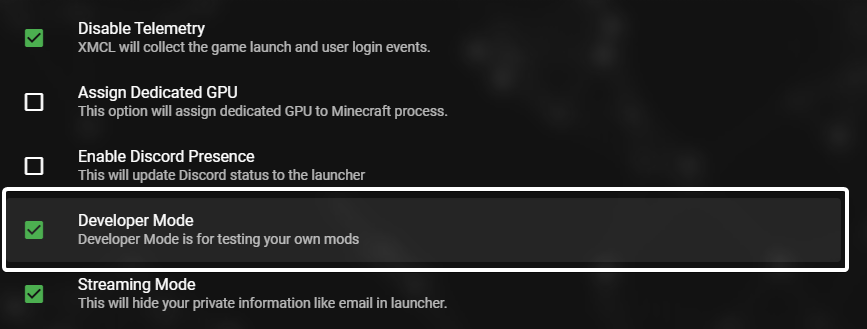 Disable Telemetry
XMCL will collect the game launch and user login events.
Assign Dedicated GPU
This option will assign dedicated GPU to Minecraft process.
Enable Discord Presence
This will update Discord status to the launcher
Developer Mode
Developer Mode is for testing your own mods
Streaming Mode
This will hide your private information like email in launcher.